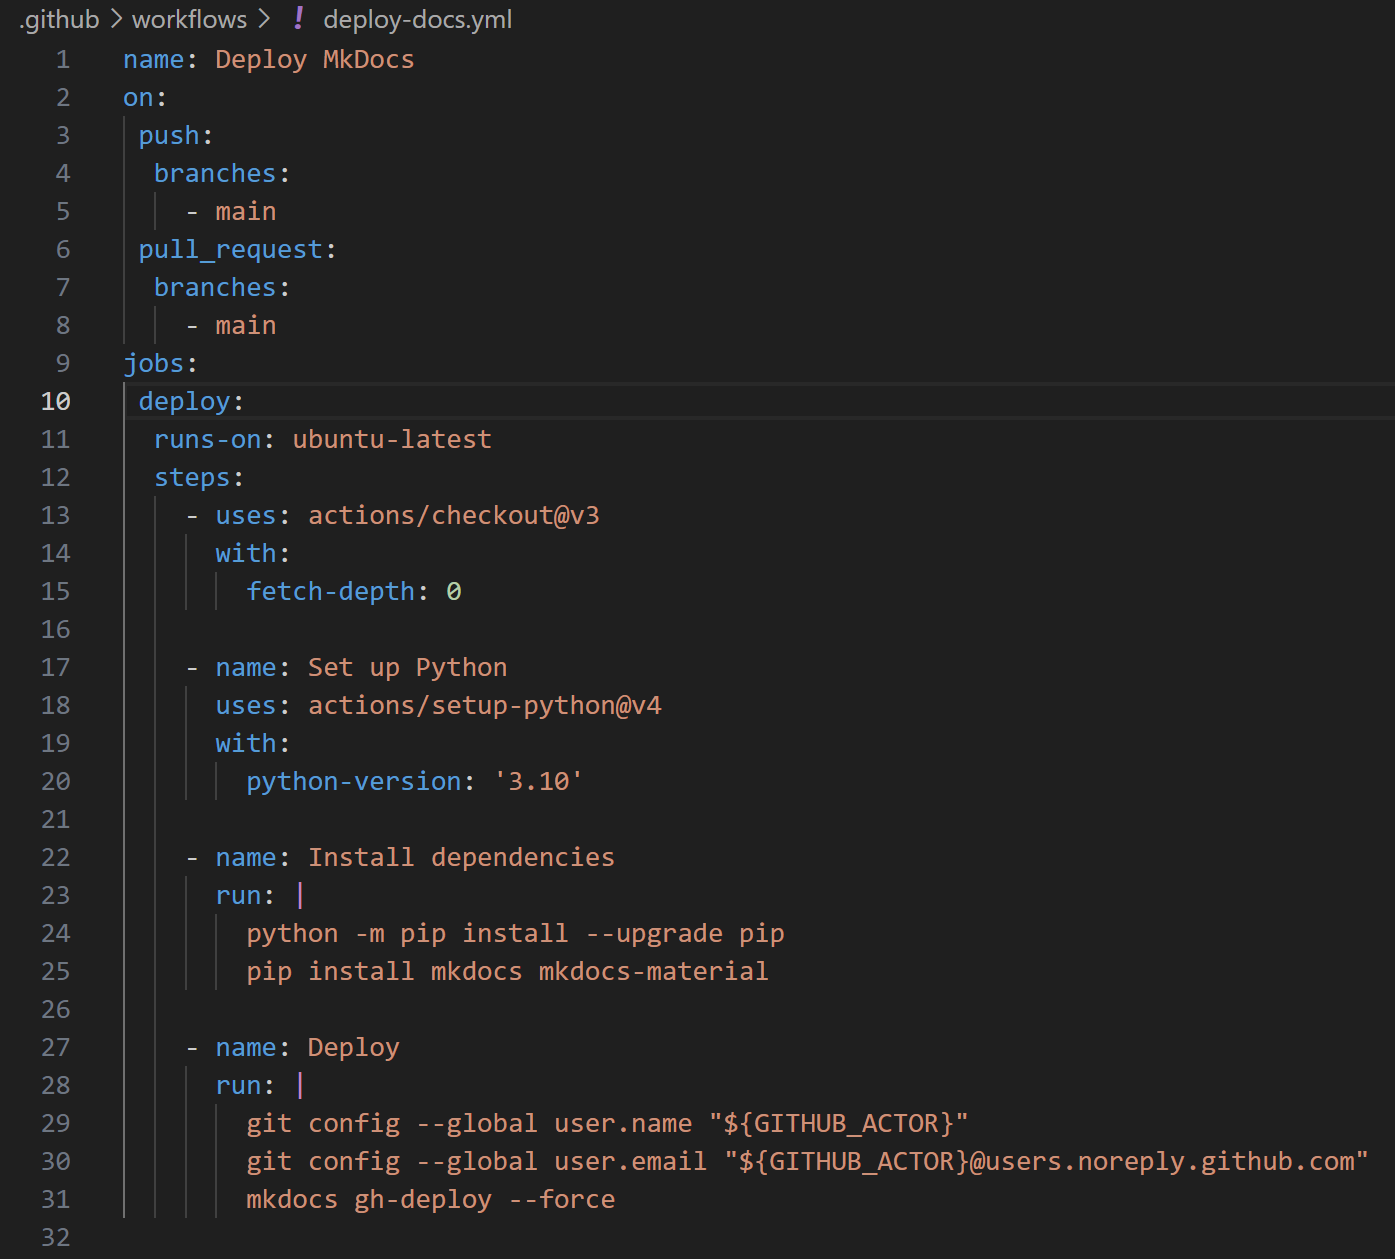 .github > workflows > ! deploy-docs.yml
1 name: Deploy MkDocs
2 on:
3  push:
4   branches:
5     - main
6  pull_request:
7   branches:
8     - main
9 jobs:
10  deploy:
11   runs-on: ubuntu-latest
12   steps:
13     - uses: actions/checkout@v3
14       with:
15         fetch-depth: 0
16
17     - name: Set up Python
18       uses: actions/setup-python@v4
19       with:
20         python-version: '3.10'
21
22     - name: Install dependencies
23       run: |
24         python -m pip install --upgrade pip
25         pip install mkdocs mkdocs-material
26
27     - name: Deploy
28       run: |
29         git config --global user.name "${GITHUB_ACTOR}"
30         git config --global user.email "${GITHUB_ACTOR}@users.noreply.github.com"
31         mkdocs gh-deploy --force
32